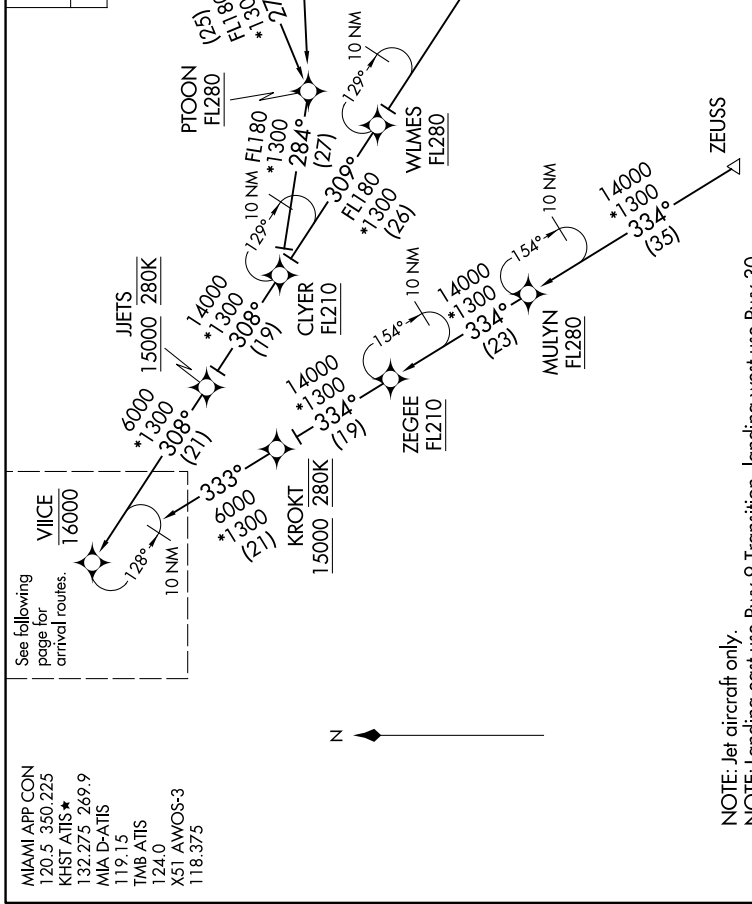 MIAMI APP CON
120.5 350.225
KHST ATIS★
132.275 269.9
MIA D-ATIS
119.15
TMB ATIS
124.0
X51 AWOS-3
118.375
See following
page for
arrival routes.
VIICE
16000
128°
10 NM
6000
*1300
308°
(21)
JJETS
15000 280K
14000
*1300
308°
(19)
CLYER
FL210
129°
10 NM
FL180
*1300
284°
(27)
PTOON
FL280
(25)
FL180
*1300
309°
FL180
*1300
(26)
WLMES
FL280
129°
10 NM
333°
6000
*1300
(21)
KROKT
15000 280K
14000
*1300
334°
(19)
ZEGEE
FL210
154°
10 NM
14000
*1300
334°
(23)
MULYN
FL280
154°
10 NM
14000
*1300
334°
(35)
ZEUSS
N
NOTE: Jet aircraft only.